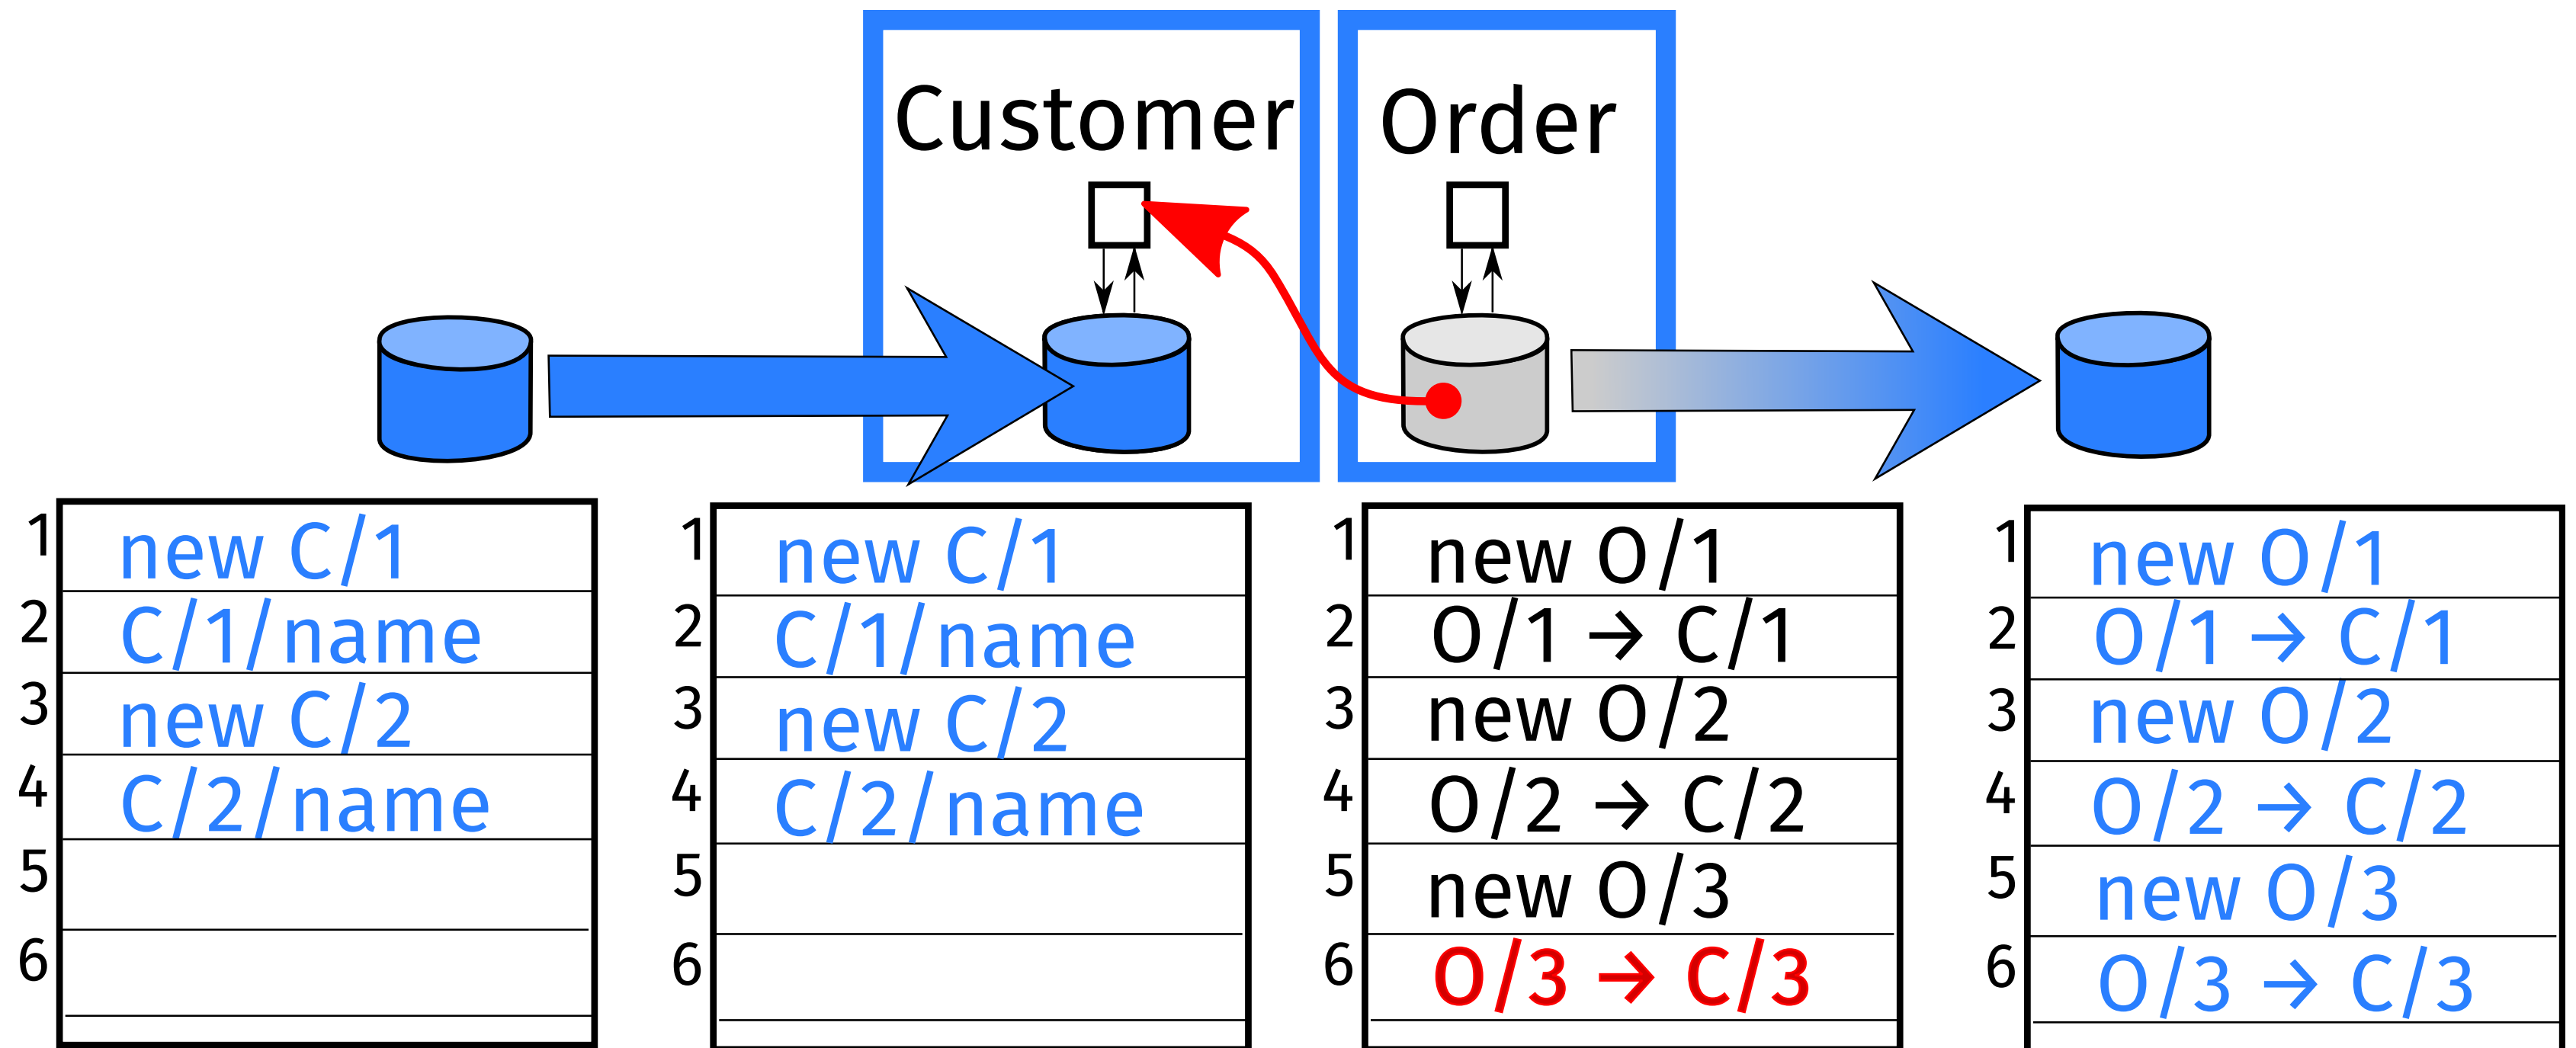 Customer
Order
1 new C/1
2 C/1/name
3 new C/2
4 C/2/name
5
6
1 new C/1
2 C/1/name
3 new C/2
4 C/2/name
5
6
1 new O/1
2 O/1 → C/1
3 new O/2
4 O/2 → C/2
5 new O/3
6 O/3 → C/3
1 new O/1
2 O/1 → C/1
3 new O/2
4 O/2 → C/2
5 new O/3
6 O/3 → C/3